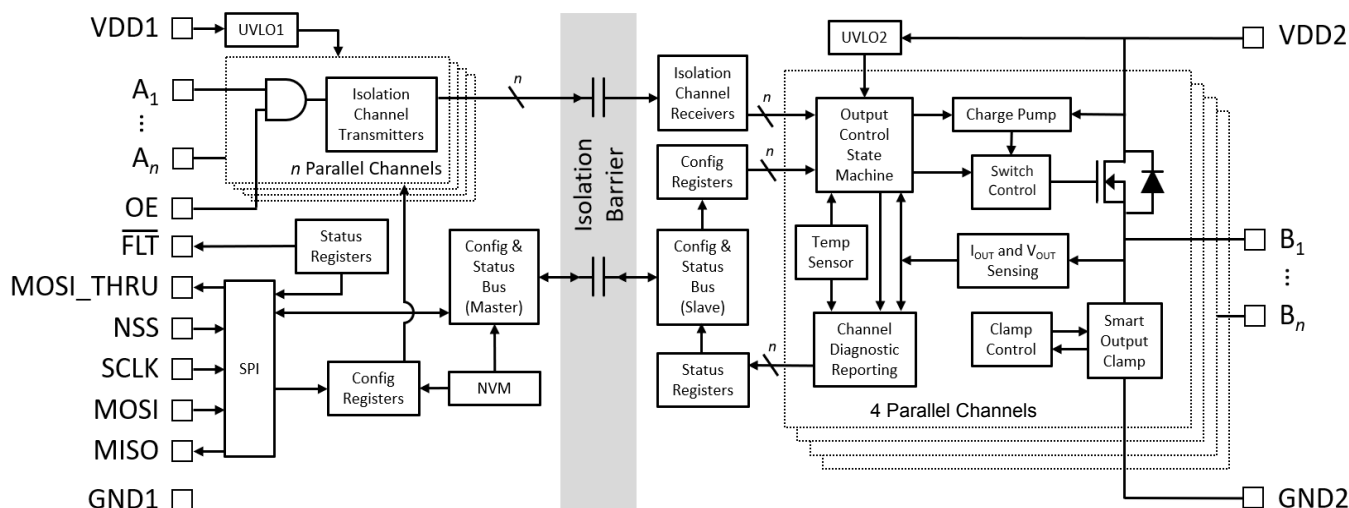 VDD1
UVLO1
A1
⋮
An
OE
FLT
MOSI_THRU
NSS
SCLK
MOSI
MISO
GND1
Isolation
Channel
Transmitters
n Parallel Channels
Status
Registers
SPI
Config
Registers
NVM
Config &
Status
Bus
(Master)
n
Isolation
Barrier
Isolation
Channel
Receivers
n
Config
Registers
n
Config &
Status
Bus
(Slave)
Status
Registers
n
UVLO2
Output
Control
State
Machine
Charge Pump
Switch
Control
Temp
Sensor
IOUT and VOUT
Sensing
Channel
Diagnostic
Reporting
Clamp
Control
Smart
Output
Clamp
4 Parallel Channels
VDD2
B1
⋮
Bn
GND2